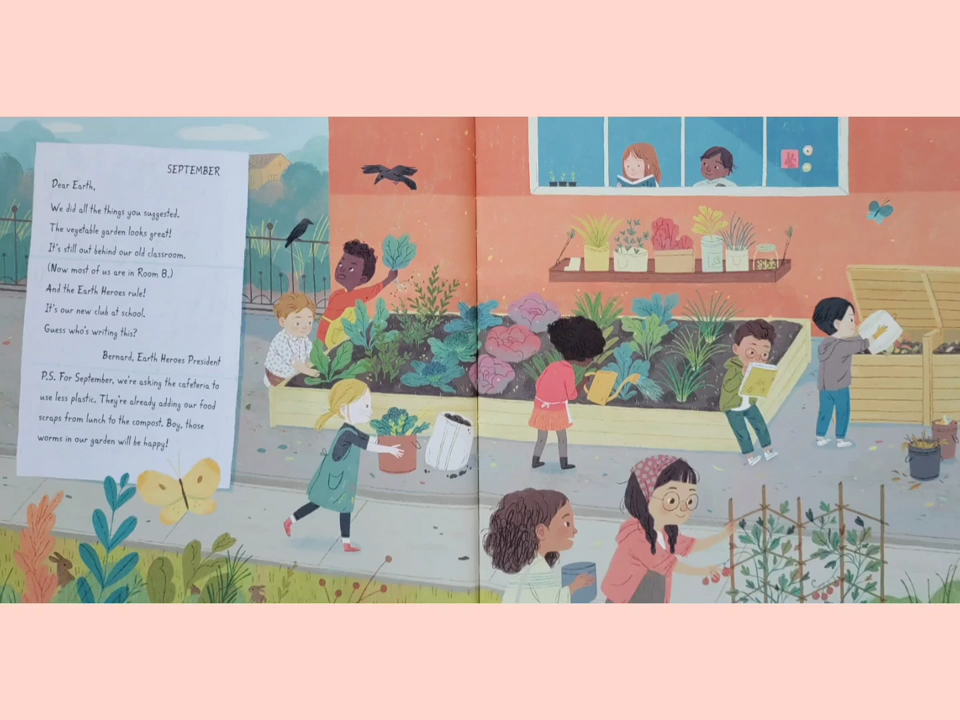 SEPTEMBER
Dear Earth,
We did all the things you suggested.
The vegetable garden looks great!
It's still out behind our old classroom.
(Now most of us are in Room B.)
And the Earth Heroes rule!
It's our new club at school.
Guess who's writing this?
Bernard, Earth Heroes President
P.S. For September, we're asking the cafeteria to
use less plastic. They're already adding our food
scraps from lunch to the compost. Boy, those
worms in our garden will be happy!